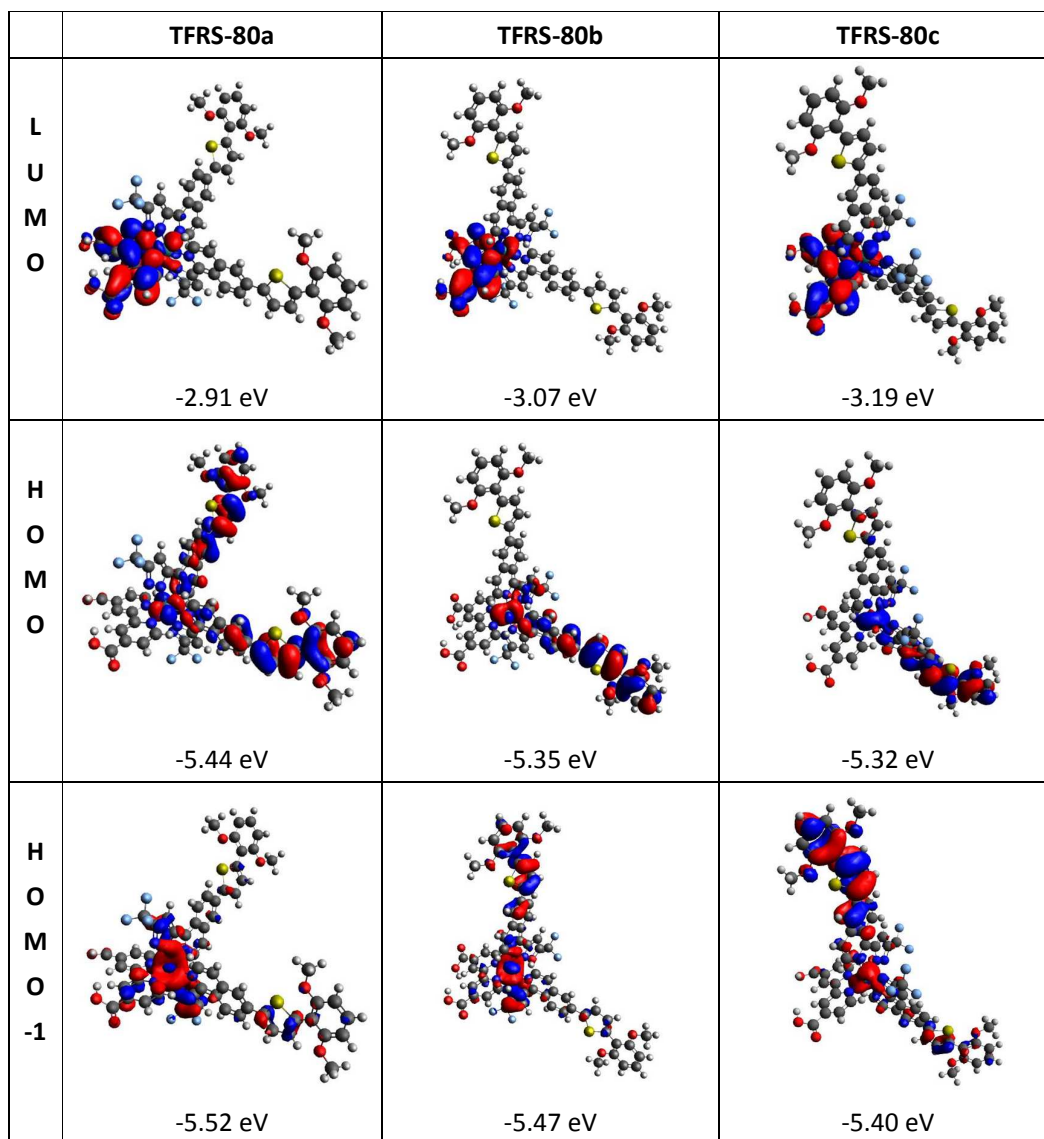 TFRS-80a TFRS-80b TFRS-80c
L
U
M
O
-2.91 eV -3.07 eV -3.19 eV
H
O
M
O
-5.44 eV -5.35 eV -5.32 eV
H
O
M
O
-1
-5.52 eV -5.47 eV -5.40 eV